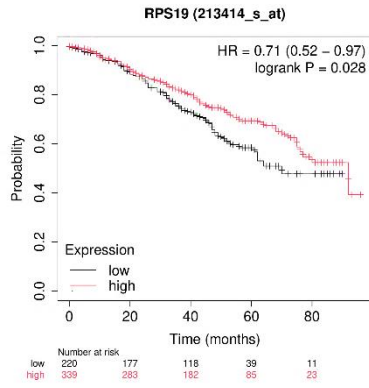 RPS19 (213414_s_at)
HR = 0.71 (0.52 − 0.97)
logrank P = 0.028
Probability
1.0
0.8
0.6
0.4
0.2
0.0
Expression
low
high
0 20 40 60 80
Time (months)
Number at risk
low 220 177 118 39 11
high 339 283 182 85 23